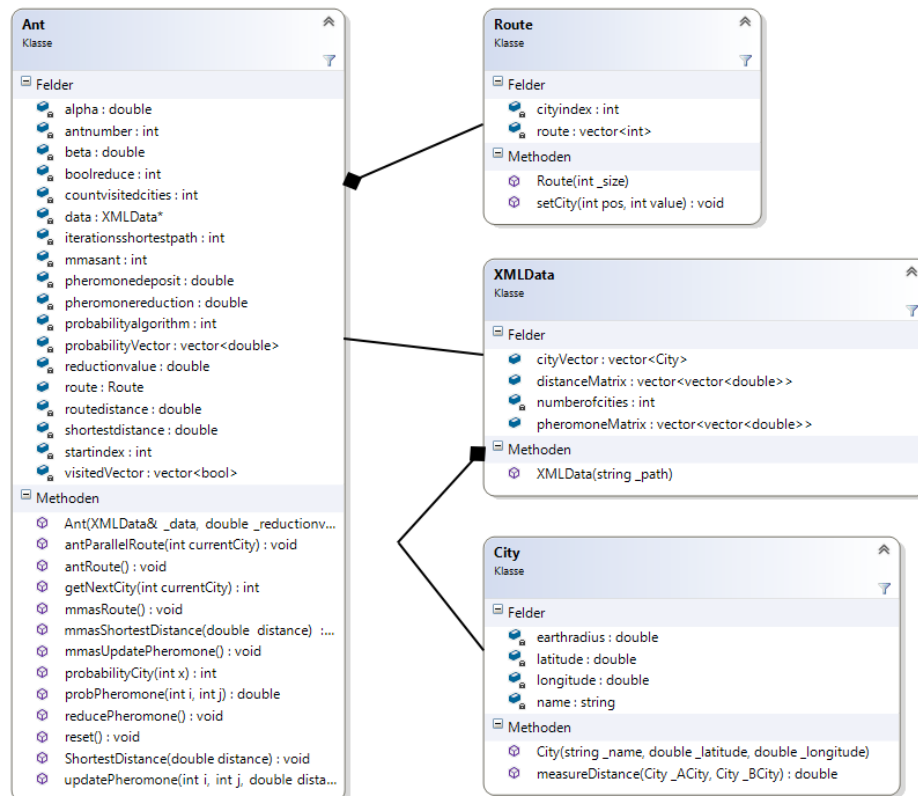 Ant
Klasse
Felder
alpha : double
antnumber : int
beta : double
boolreduce : int
countvisitedcities : int
data : XMLData*
iterationsshortestpath : int
mmasant : int
pheromonedeposit : double
pheromonereduction : double
probabilityalgorithm : int
probabilityVector : vector<double>
reductionvalue : double
route : Route
routedistance : double
shortestdistance : double
startindex : int
visitedVector : vector<bool>
Methoden
Ant(XMLData& _data, double _reductionv...
antParallelRoute(int currentCity) : void
antRoute() : void
getNextCity(int currentCity) : int
mmasRoute() : void
mmasShortestDistance(double distance) :...
mmasUpdatePheromone() : void
probabilityCity(int x) : int
probPheromone(int i, int j) : double
reducePheromone() : void
reset() : void
ShortestDistance(double distance) : void
updatePheromone(int i, int j, double dista...
Route
Klasse
Felder
cityindex : int
route : vector<int>
Methoden
Route(int _size)
setCity(int pos, int value) : void
XMLData
Klasse
Felder
cityVector : vector<City>
distanceMatrix : vector<vector<double>>
numberofcities : int
pheromoneMatrix : vector<vector<double>>
Methoden
XMLData(string _path)
City
Klasse
Felder
earthradius : double
latitude : double
longitude : double
name : string
Methoden
City(string _name, double _latitude, double _longitude)
measureDistance(City _ACity, City _BCity) : double